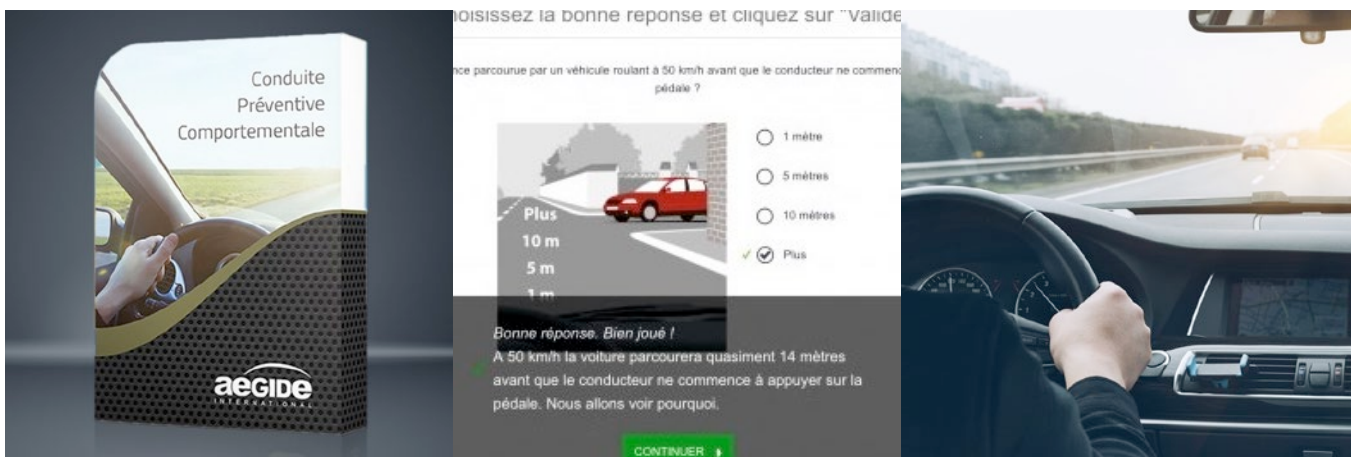 Conduite
Préventive
Comportementale
aeGIDE
INTERNATIONAL
hoisissez la bonne réponse et cliquez sur "Valide
nce parcourue par un véhicule roulant à 50 km/h avant que le conducteur ne commenc
pédale ?
1 mètre
5 mètres
10 mètres
Plus
Plus
10 m
5 m
1 m
Bonne réponse. Bien joué !
A 50 km/h la voiture parcourera quasiment 14 mètres
avant que le conducteur ne commence à appuyer sur la
pédale. Nous allons voir pourquoi.
CONTINUER